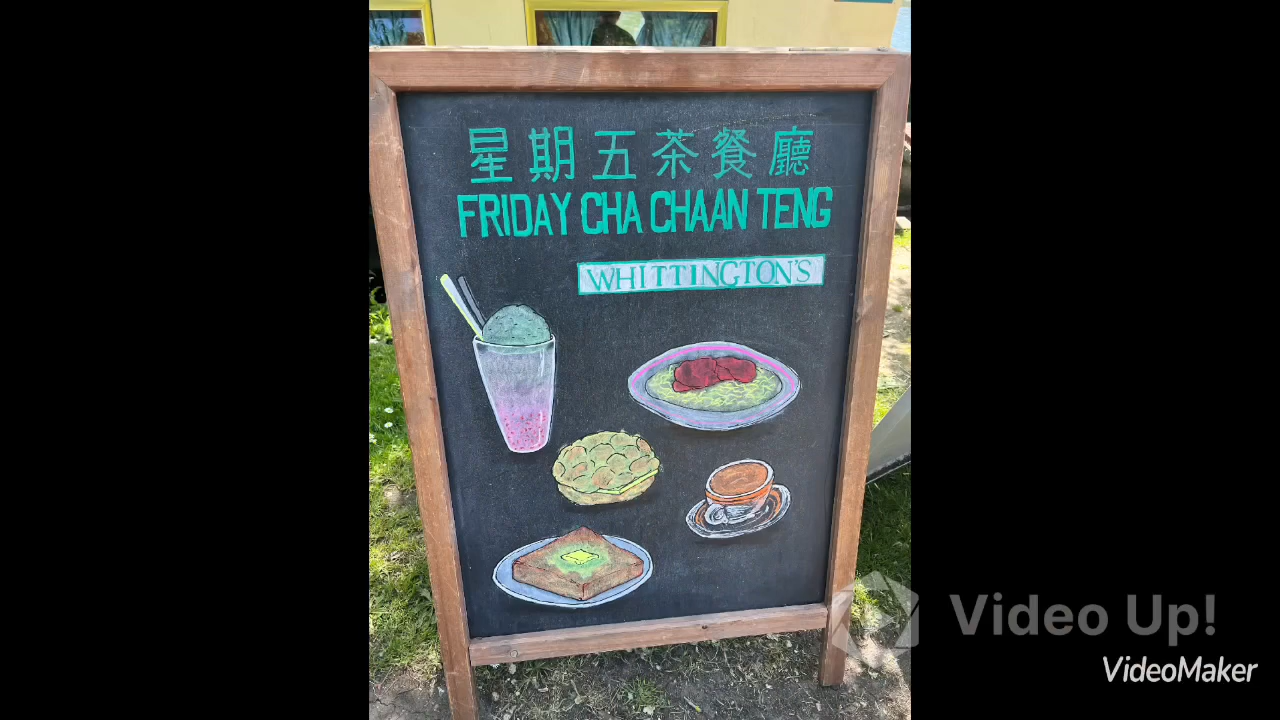 星期五茶餐廳
FRIDAY CHA CHAAN TENG
WHITTINGTON'S
Video Up!
VideoMaker